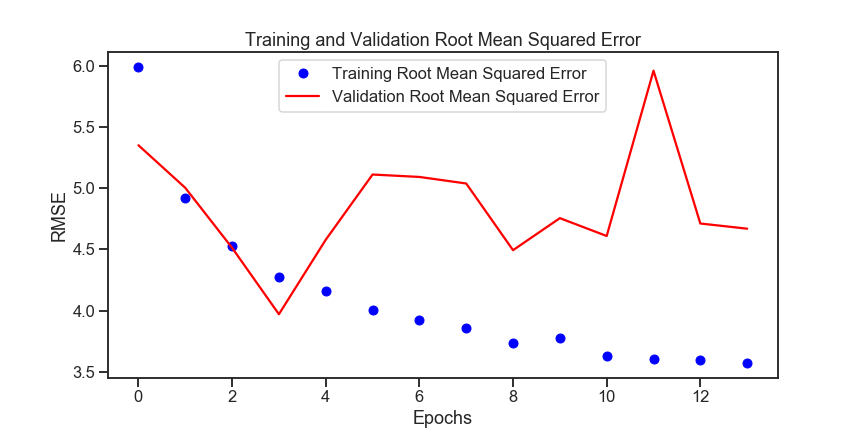 Training and Validation Root Mean Squared Error
Training Root Mean Squared Error
Validation Root Mean Squared Error
RMSE
6.0
5.5
5.0
4.5
4.0
3.5
0 2 4 6 8 10 12
Epochs